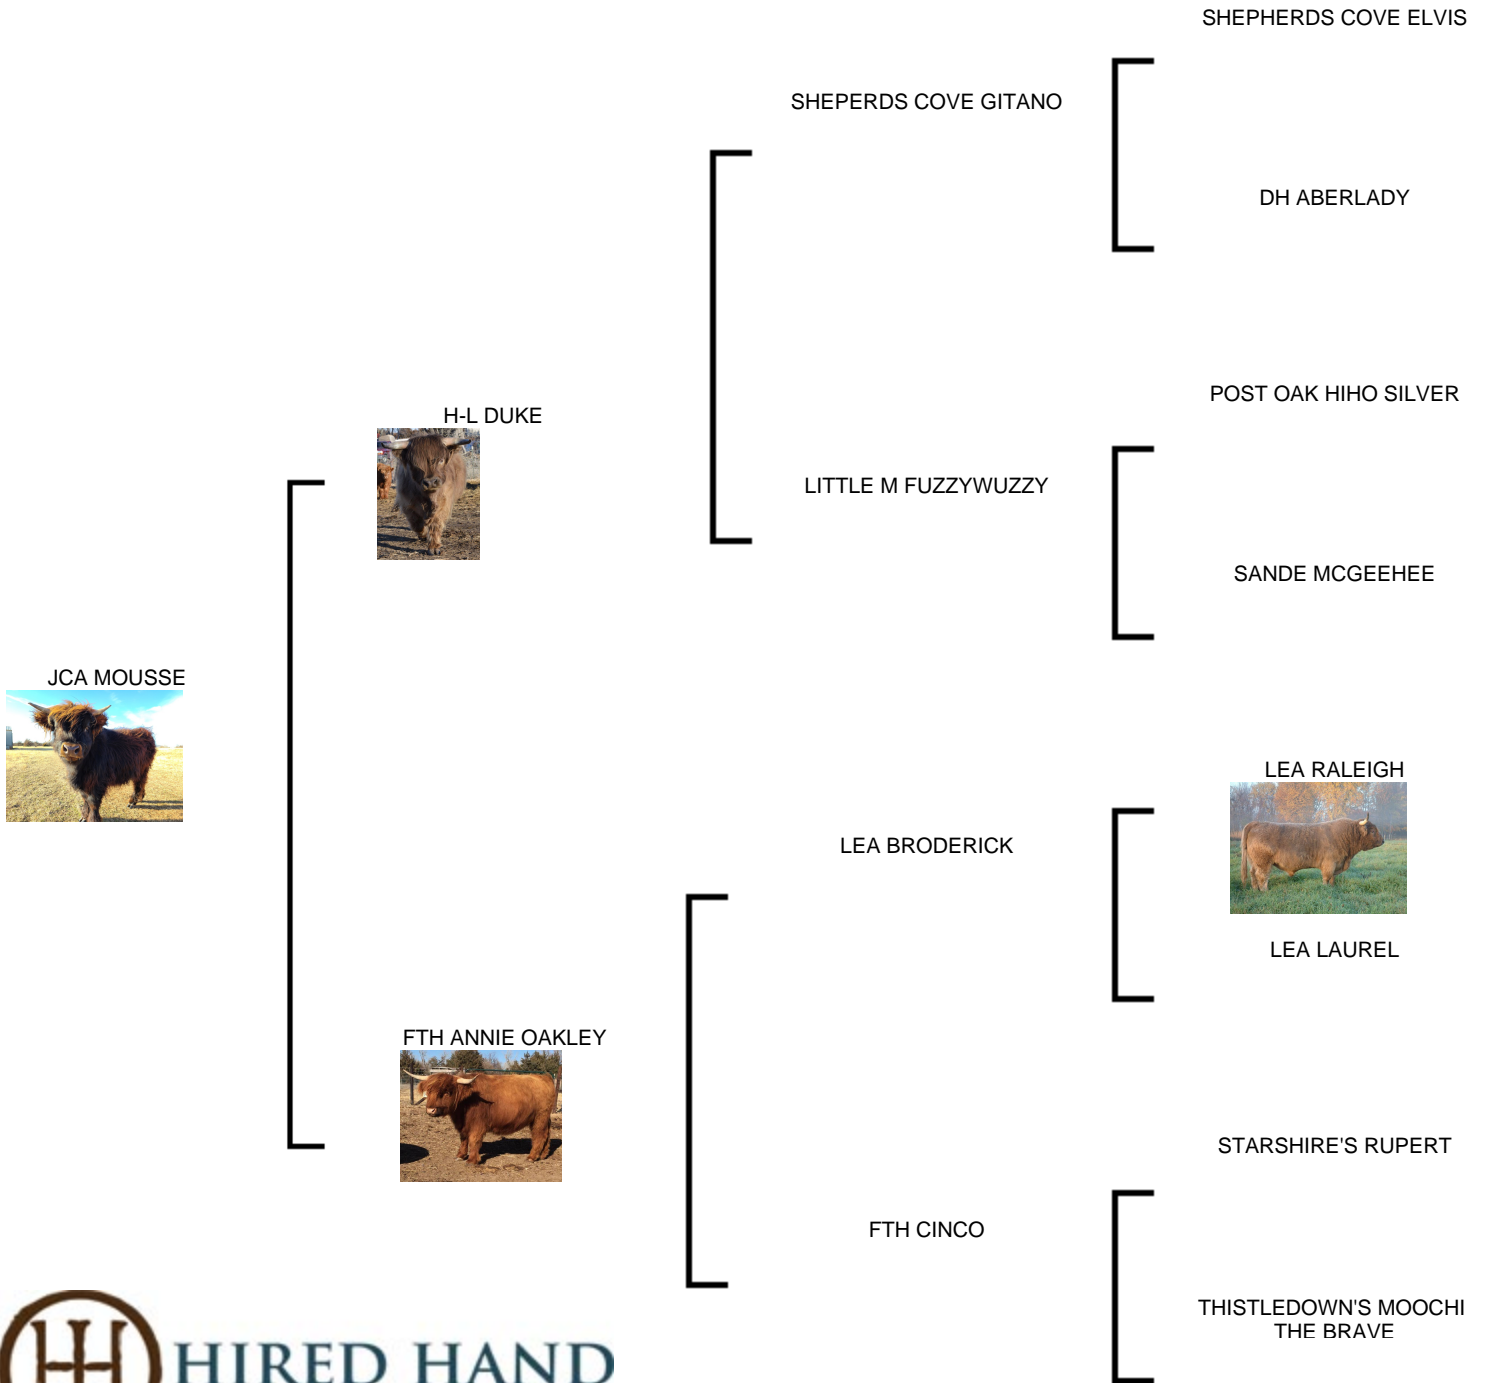 SHEPHERDS COVE ELVIS
SHEPERDS COVE GITANO
DH ABERLADY
POST OAK HIHO SILVER
H-L DUKE
LITTLE M FUZZYWUZZY
SANDE MCGEEHEE
JCA MOUSSE
LEA RALEIGH
LEA BRODERICK
LEA LAUREL
FTH ANNIE OAKLEY
STARSHIRE'S RUPERT
FTH CINCO
THISTLEDOWN'S MOOCHI
THE BRAVE
HIRED HAND